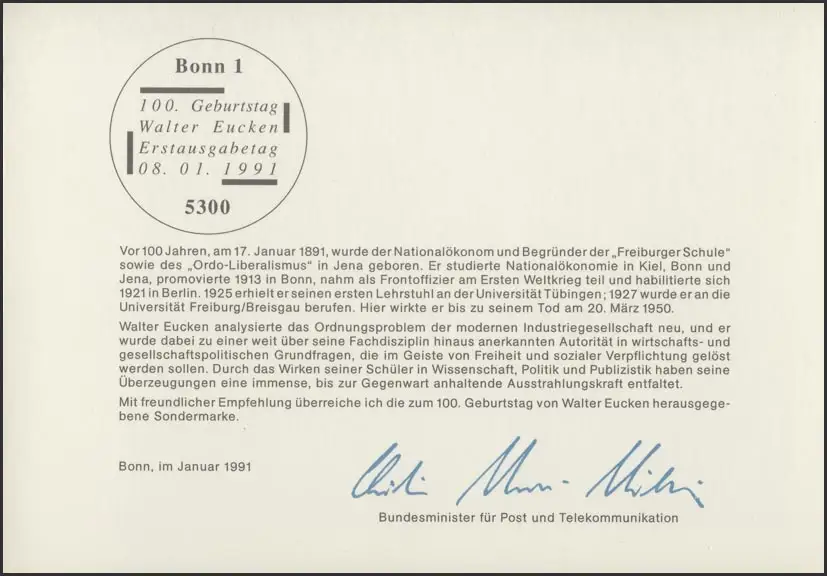 Bonn 1
100. Geburtstag
Walter Eucken
Erstausgabetag
08. 01. 1991
5300
Vor 100 Jahren, am 17. Januar 1891, wurde der Nationalökonom und Begründer der „Freiburger Schule“
sowie des „Ordo-Liberalismus“ in Jena geboren. Er studierte Nationalökonomie in Kiel, Bonn und
Jena, promovierte 1913 in Bonn, nahm als Frontoffizier am Ersten Weltkrieg teil und habilitierte sich
1921 in Berlin. 1925 erhielt er seinen ersten Lehrstuhl an der Universität Tübingen; 1927 wurde er an die
Universität Freiburg/Breisgau berufen. Hier wirkte er bis zu seinem Tod am 20. März 1950.
Walter Eucken analysierte das Ordnungsproblem der modernen Industriegesellschaft neu, und er
wurde dabei zu einer weit über seine Fachdisziplin hinaus anerkannten Autorität in wirtschafts- und
gesellschaftspolitischen Grundfragen, die im Geiste von Freiheit und sozialer Verpflichtung gelöst
werden sollen. Durch das Wirken seiner Schüler in Wissenschaft, Politik und Publizistik haben seine
Überzeugungen eine immense, bis zur Gegenwart anhaltende Ausstrahlungskraft entfaltet.
Mit freundlicher Empfehlung überreiche ich die zum 100. Geburtstag von Walter Eucken herausgege-
bene Sondermarke.
Bonn, im Januar 1991
Bundesminister für Post und Telekommunikation